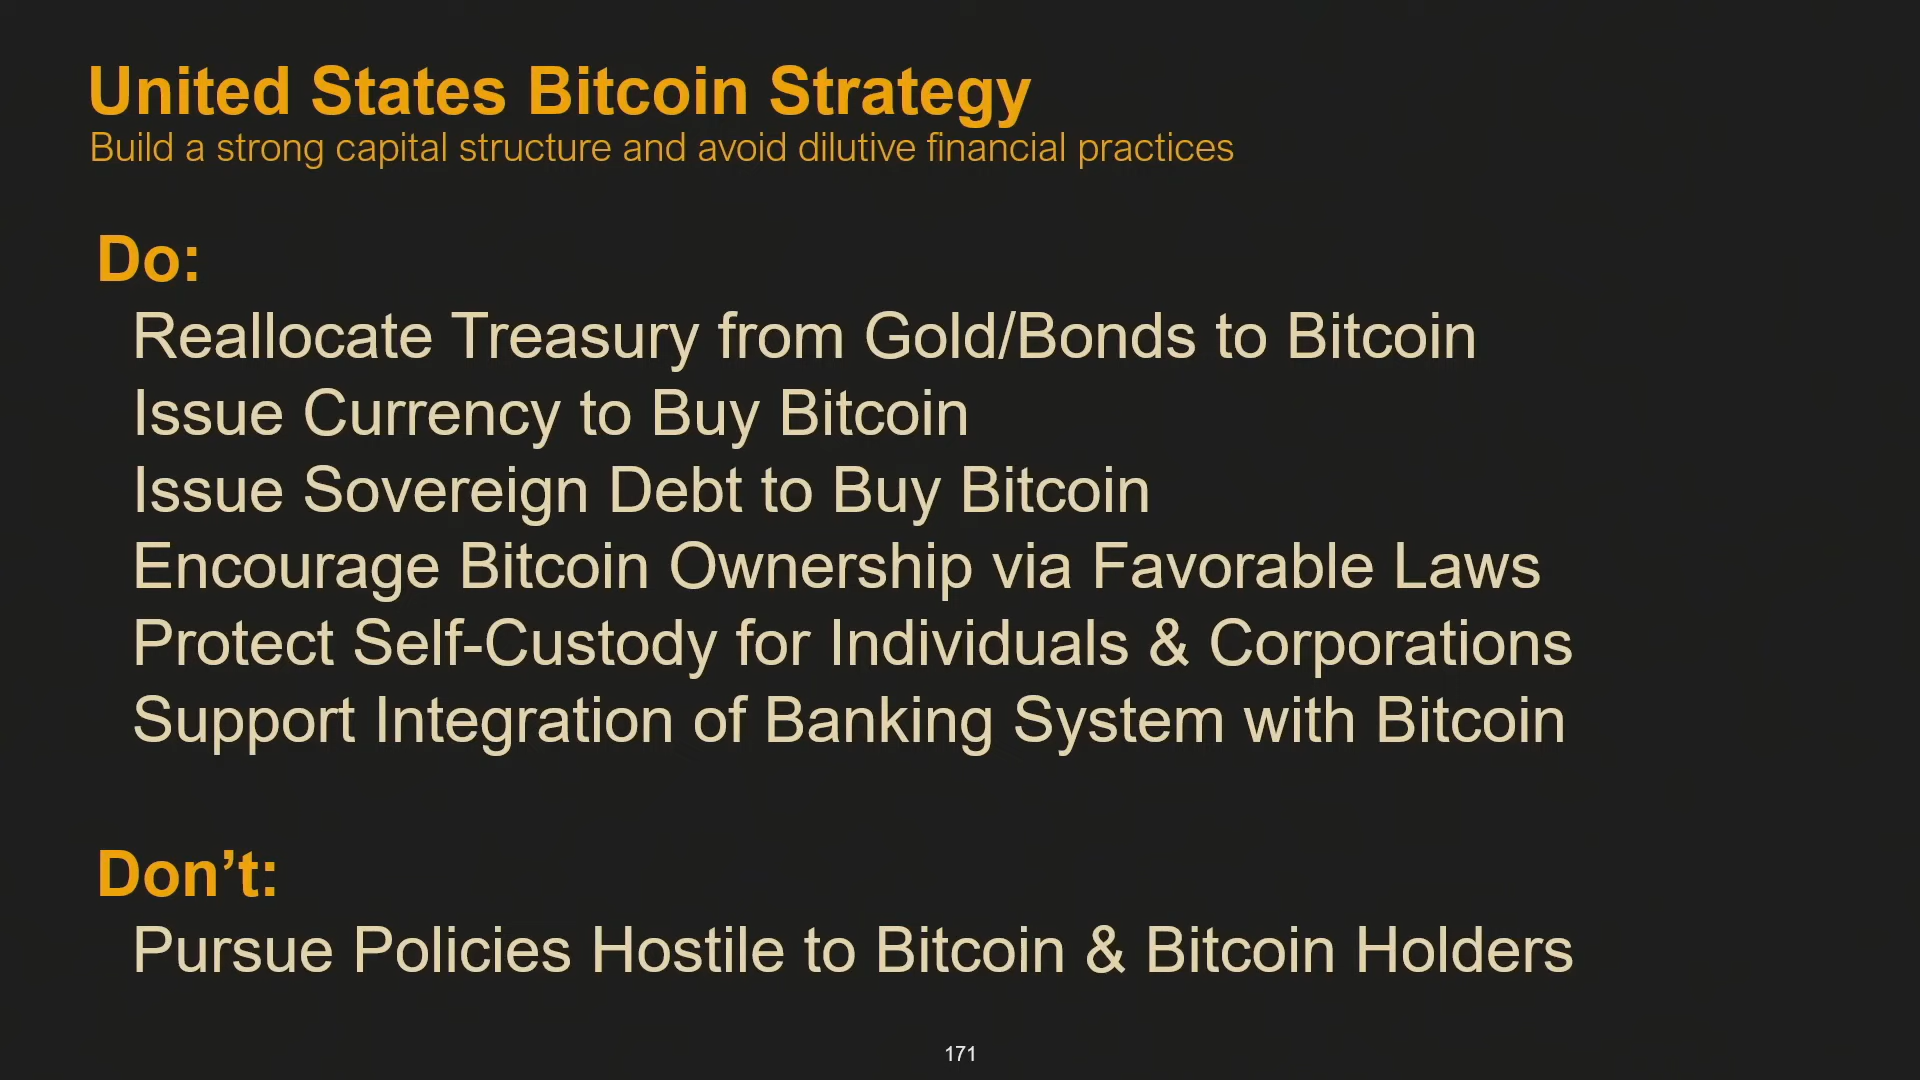 United States Bitcoin Strategy
Build a strong capital structure and avoid dilutive financial practices
Do:
Reallocate Treasury from Gold/Bonds to Bitcoin
Issue Currency to Buy Bitcoin
Issue Sovereign Debt to Buy Bitcoin
Encourage Bitcoin Ownership via Favorable Laws
Protect Self-Custody for Individuals & Corporations
Support Integration of Banking System with Bitcoin
Don’t:
Pursue Policies Hostile to Bitcoin & Bitcoin Holders
171